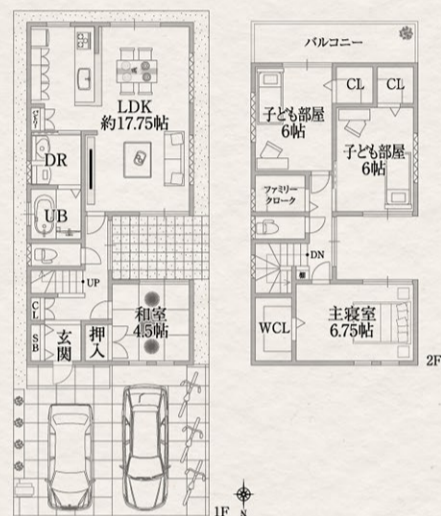 LDK
約17.75帖
DR
UB
UP
CL
SB
玄関
押入
和室
4.5帖
1F
N
バルコニー
CL
CL
子ども部屋
6帖
子ども部屋
6帖
ファミリー
クローク
DN
棚
WCL
主寝室
6.75帖
2F